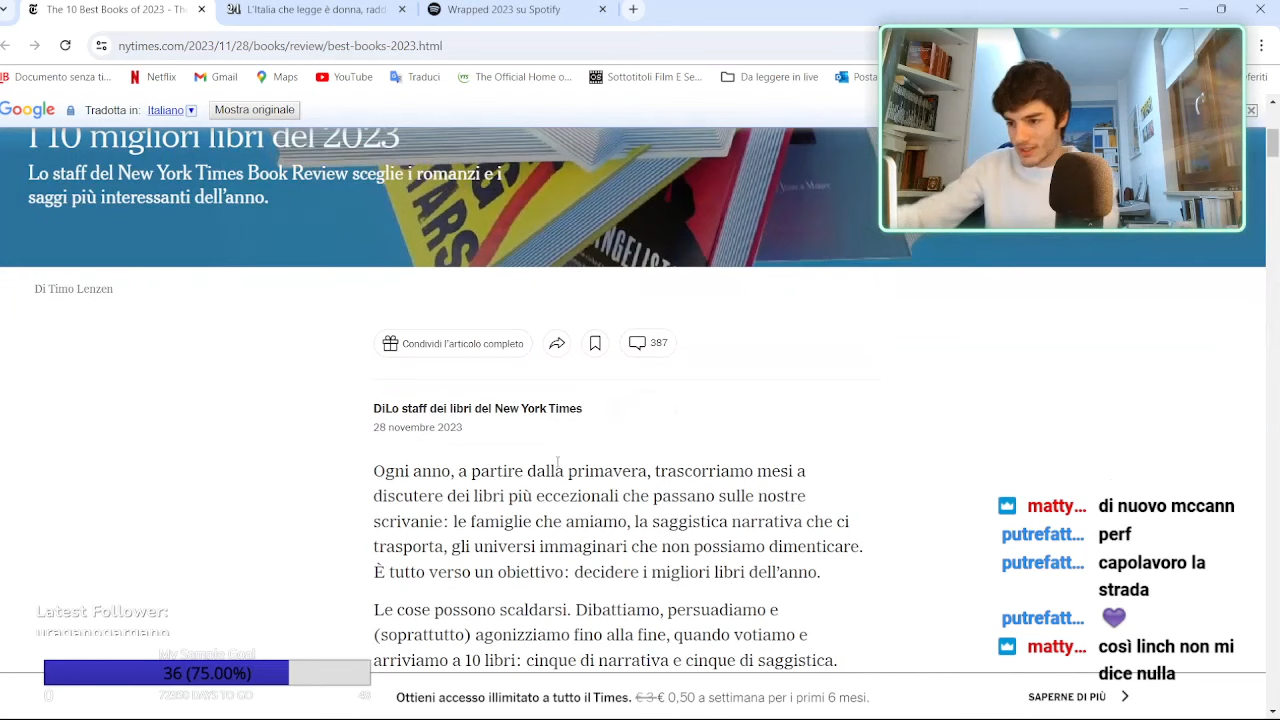 The 10 Best Books of 2023 - The
L'Italia che legge è donna, radd
Wrapped 2023 su Spotify
nytimes.com/2023/11/28/books/review/best-books-2023.html
Documento senza ti...
Netflix
Gmail
Maps
YouTube
Traduci
The Official Home o...
Sottotitoli Film E Se...
Da leggere in live
Posta
eferiti
Google
Tradotta in: Italiano
Mostra originale
I 10 migliori libri del 2023
Lo staff del New York Times Book Review sceglie i romanzi e i
saggi più interessanti dell'anno.
Di Timo Lenzen
Condividi l'articolo completo
387
DiLo staff dei libri del New York Times
28 novembre 2023
Ogni anno, a partire dalla primavera, trascorriamo mesi a
discutere dei libri più eccezionali che passano sulle nostre
scrivanie: le famiglie che amiamo, la saggistica narrativa che ci
trasporta, gli universi immaginari che non possiamo dimenticare.
È tutto verso un obiettivo: decidere i migliori libri dell'anno.
Le cose possono scaldarsi. Dibattiamo, persuadiamo e
(soprattutto) agonizziamo fino alla fine, quando votiamo e
arriviamo a 10 libri: cinque di narrativa e cinque di saggistica.
Ottieni accesso illimitato a tutto il Times. € 3 € 0,50 a settimana per i primi 6 mesi.
SAPERNE DI PIÙ
matty... di nuovo mccann
putrefatt... perf
putrefatt... capolavoro la
strada
putrefatt... 💜
matty... così linch non mi
dice nulla
Latest Follower:
My Sample Goal
36 (75.00%)
0
DAYS TO GO
48